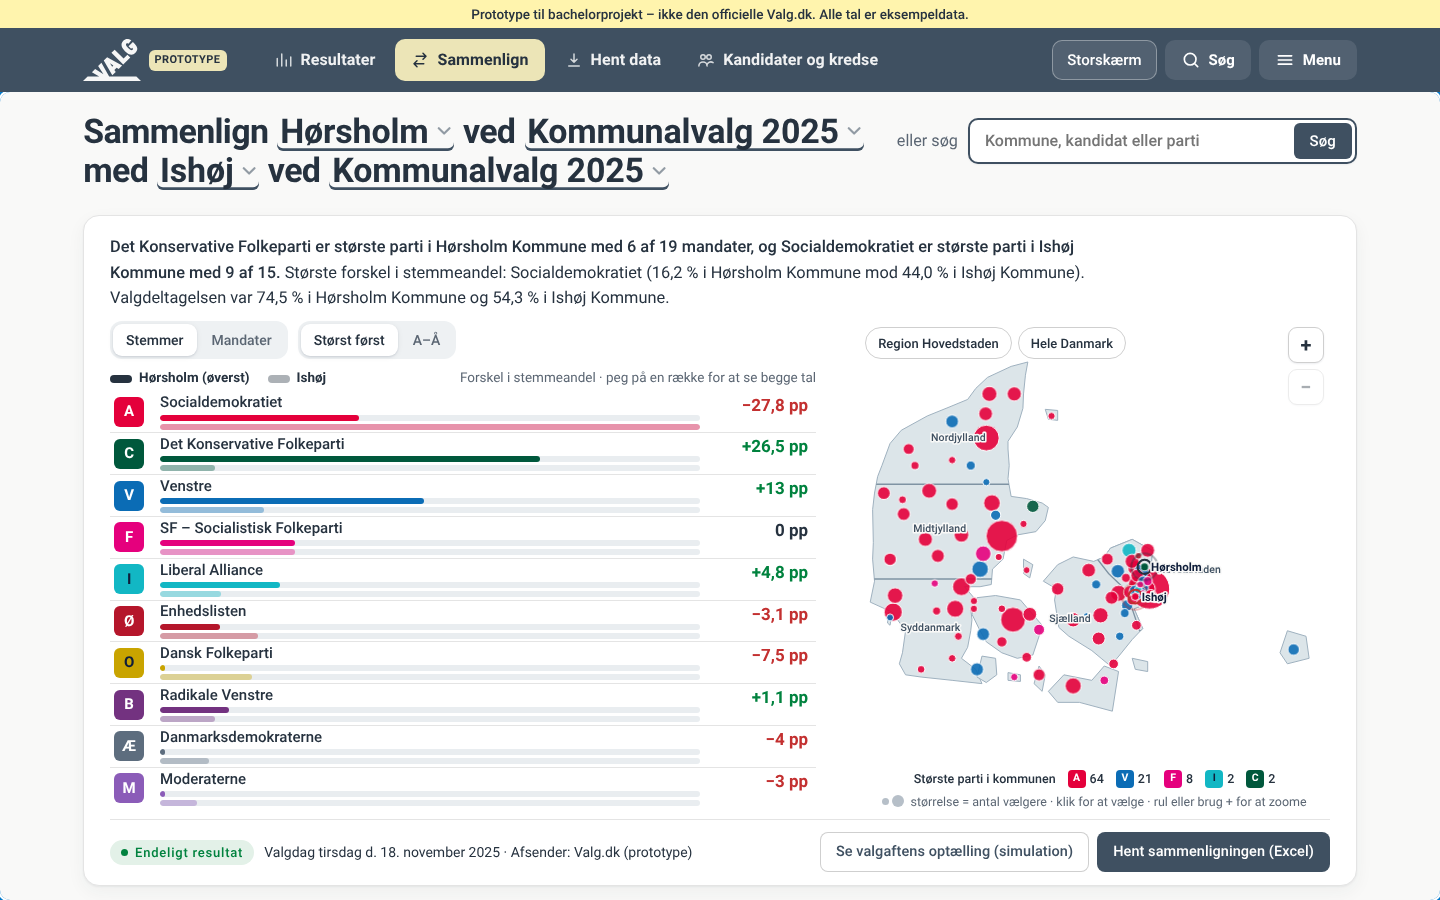 Prototype til bachelorprojekt – ikke den officielle Valg.dk. Alle tal er eksempeldata.
VALG
PROTOTYPE
Resultater
Sammenlign
Hent data
Kandidater og kredse
Storskærm
Søg
Menu
Sammenlign Hørsholm ved Kommunalvalg 2025
med Ishøj ved Kommunalvalg 2025
eller søg
Kommune, kandidat eller parti
Søg
Det Konservative Folkeparti er største parti i Hørsholm Kommune med 6 af 19 mandater, og Socialdemokratiet er største parti i Ishøj
Kommune med 9 af 15. Største forskel i stemmeandel: Socialdemokratiet (16,2 % i Hørsholm Kommune mod 44,0 % i Ishøj Kommune).
Valgdeltagelsen var 74,5 % i Hørsholm Kommune og 54,3 % i Ishøj Kommune.
Stemmer
Mandater
Størst først
A–Å
Hørsholm (øverst)
Ishøj
Forskel i stemmeandel · peg på en række for at se begge tal
A Socialdemokratiet −27,8 pp
C Det Konservative Folkeparti +26,5 pp
V Venstre +13 pp
F SF – Socialistisk Folkeparti 0 pp
I Liberal Alliance +4,8 pp
Ø Enhedslisten −3,1 pp
O Dansk Folkeparti −7,5 pp
B Radikale Venstre +1,1 pp
Æ Danmarksdemokraterne −4 pp
M Moderaterne −3 pp
Region Hovedstaden
Hele Danmark
+
−
Nordjylland
Midtjylland
Hørsholm
Ishøj
Sjælland
Syddanmark
Største parti i kommunen A 64 V 21 F 8 I 2 C 2
størrelse = antal vælgere · klik for at vælge · rul eller brug + for at zoome
Endeligt resultat
Valgdag tirsdag d. 18. november 2025 · Afsender: Valg.dk (prototype)
Se valgaftens optælling (simulation)
Hent sammenligningen (Excel)